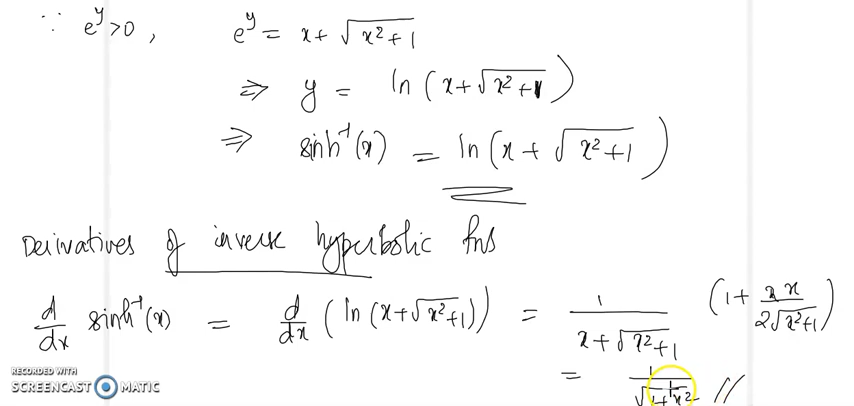 ∵ e^y > 0 , e^y = x + √(x² + 1)
⇒ y = ln (x + √(x² + 1))
⇒ sinh⁻¹(x) = ln (x + √(x² + 1))
Derivatives of inverse hyperbolic fns
d/dx sinh⁻¹(x) = d/dx (ln (x + √(x² + 1))) = 1/(x + √(x² + 1)) (1 + 2x/(2√(x² + 1)))
= 1/√(1 + x²) //
RECORDED WITH
SCREENCAST MATIC